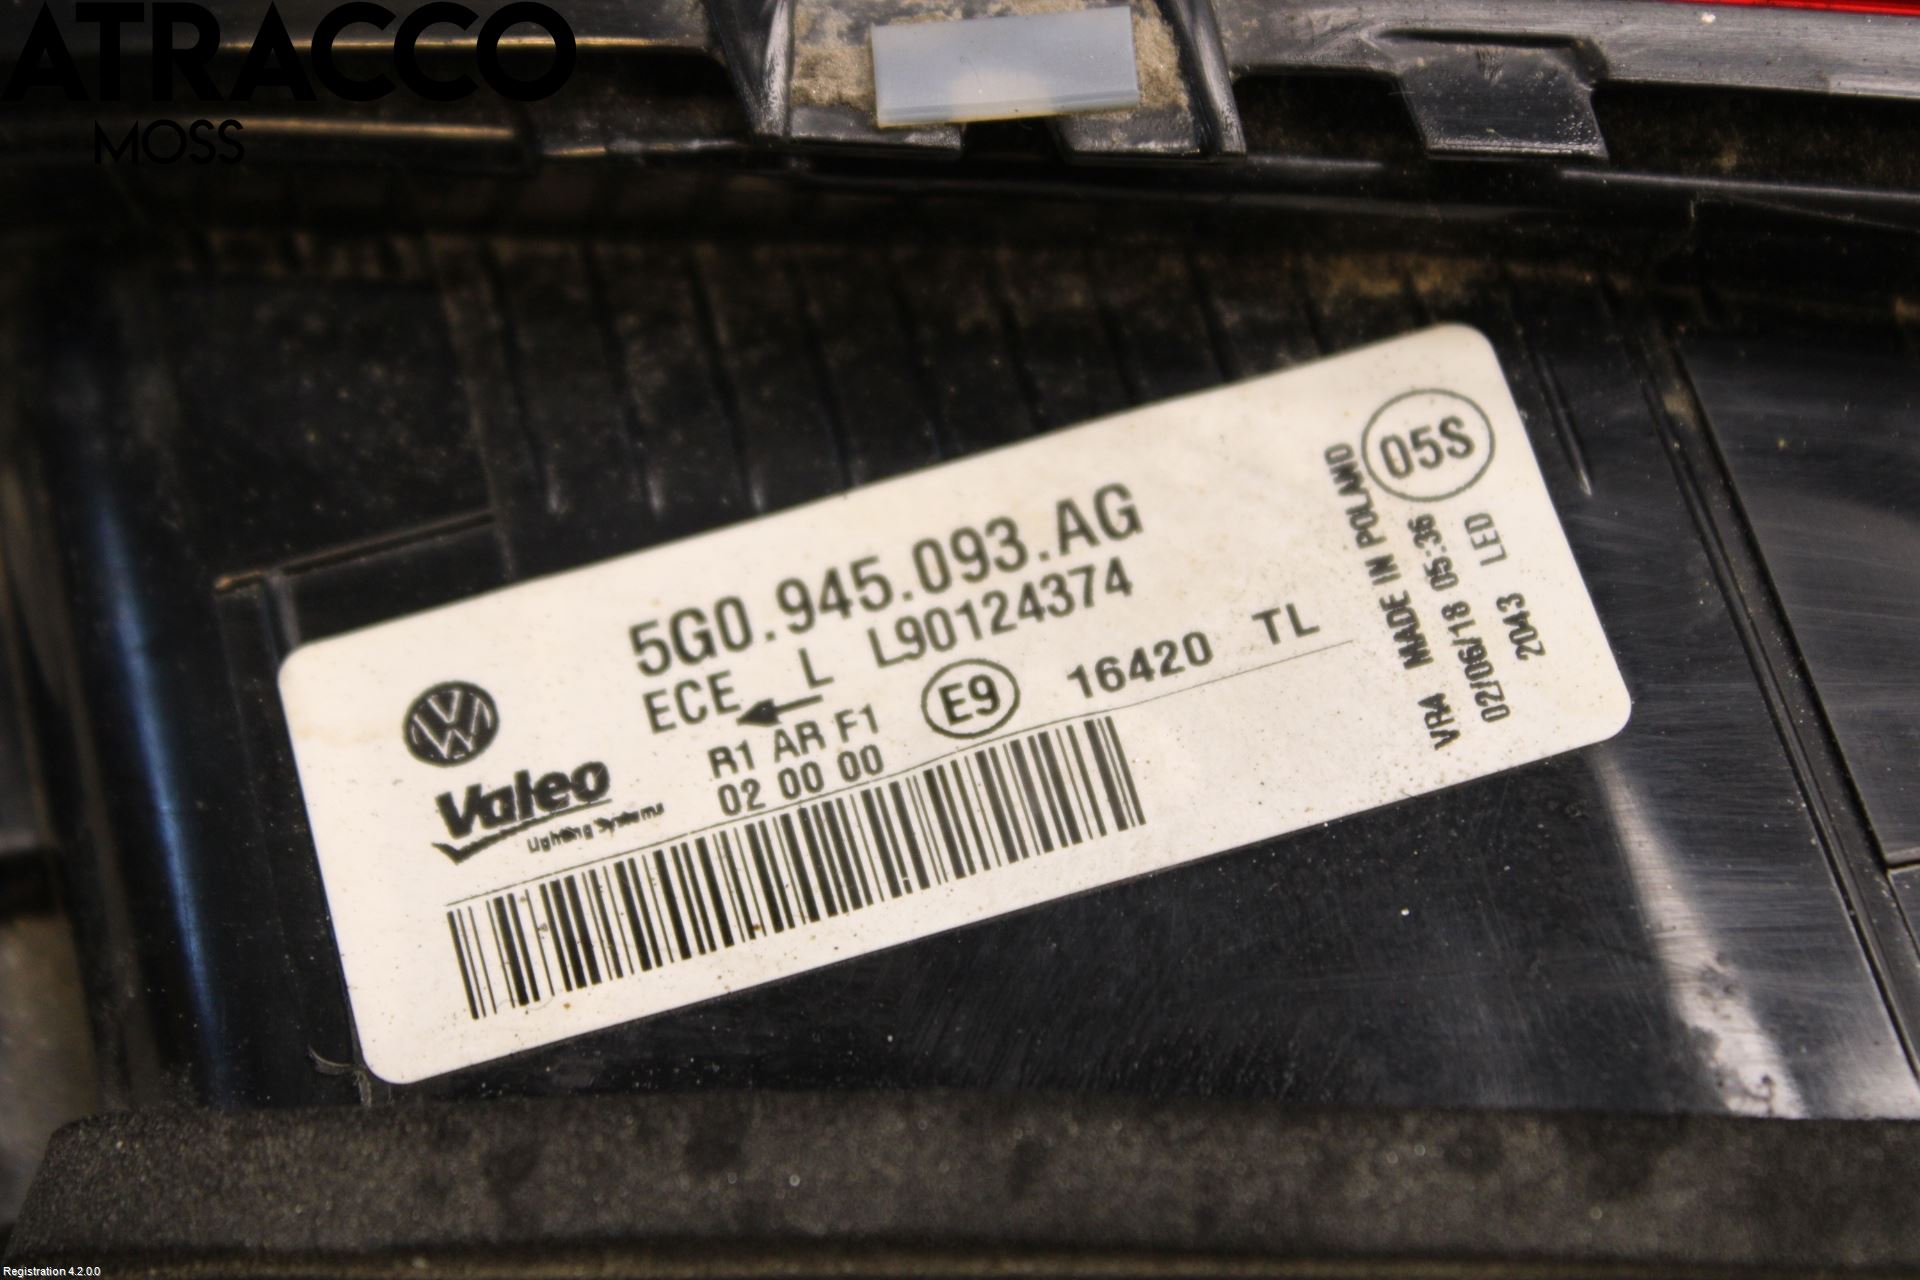 ATRACCO
MOSS
5G0.945.093.AG
ECE L L90124374
R1 AR F1 E9 16420 TL
02 00 00
Valeo
Lighting Systems
05S
VR4 MADE IN POLAND
02/06/18 05:36
2043 LED
Registration 4.2.0.0